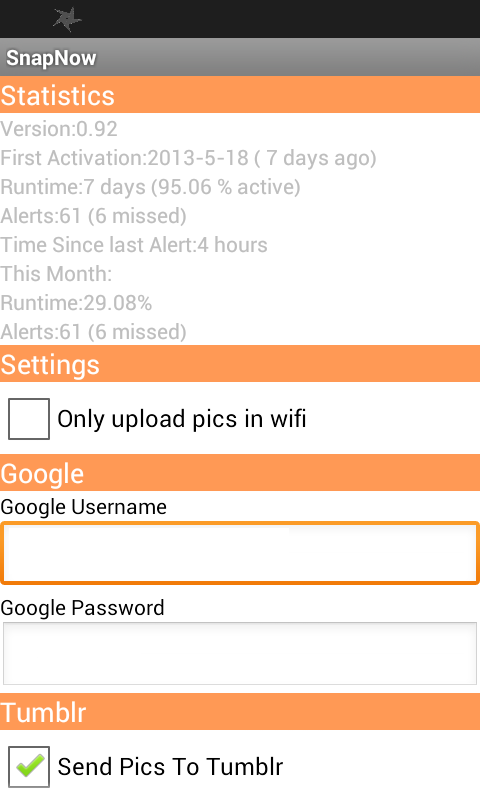 SnapNow
Statistics
Version:0.92
First Activation:2013-5-18 ( 7 days ago)
Runtime:7 days (95.06 % active)
Alerts:61 (6 missed)
Time Since last Alert:4 hours
This Month:
Runtime:29.08%
Alerts:61 (6 missed)
Settings
Only upload pics in wifi
Google
Google Username
Google Password
Tumblr
Send Pics To Tumblr